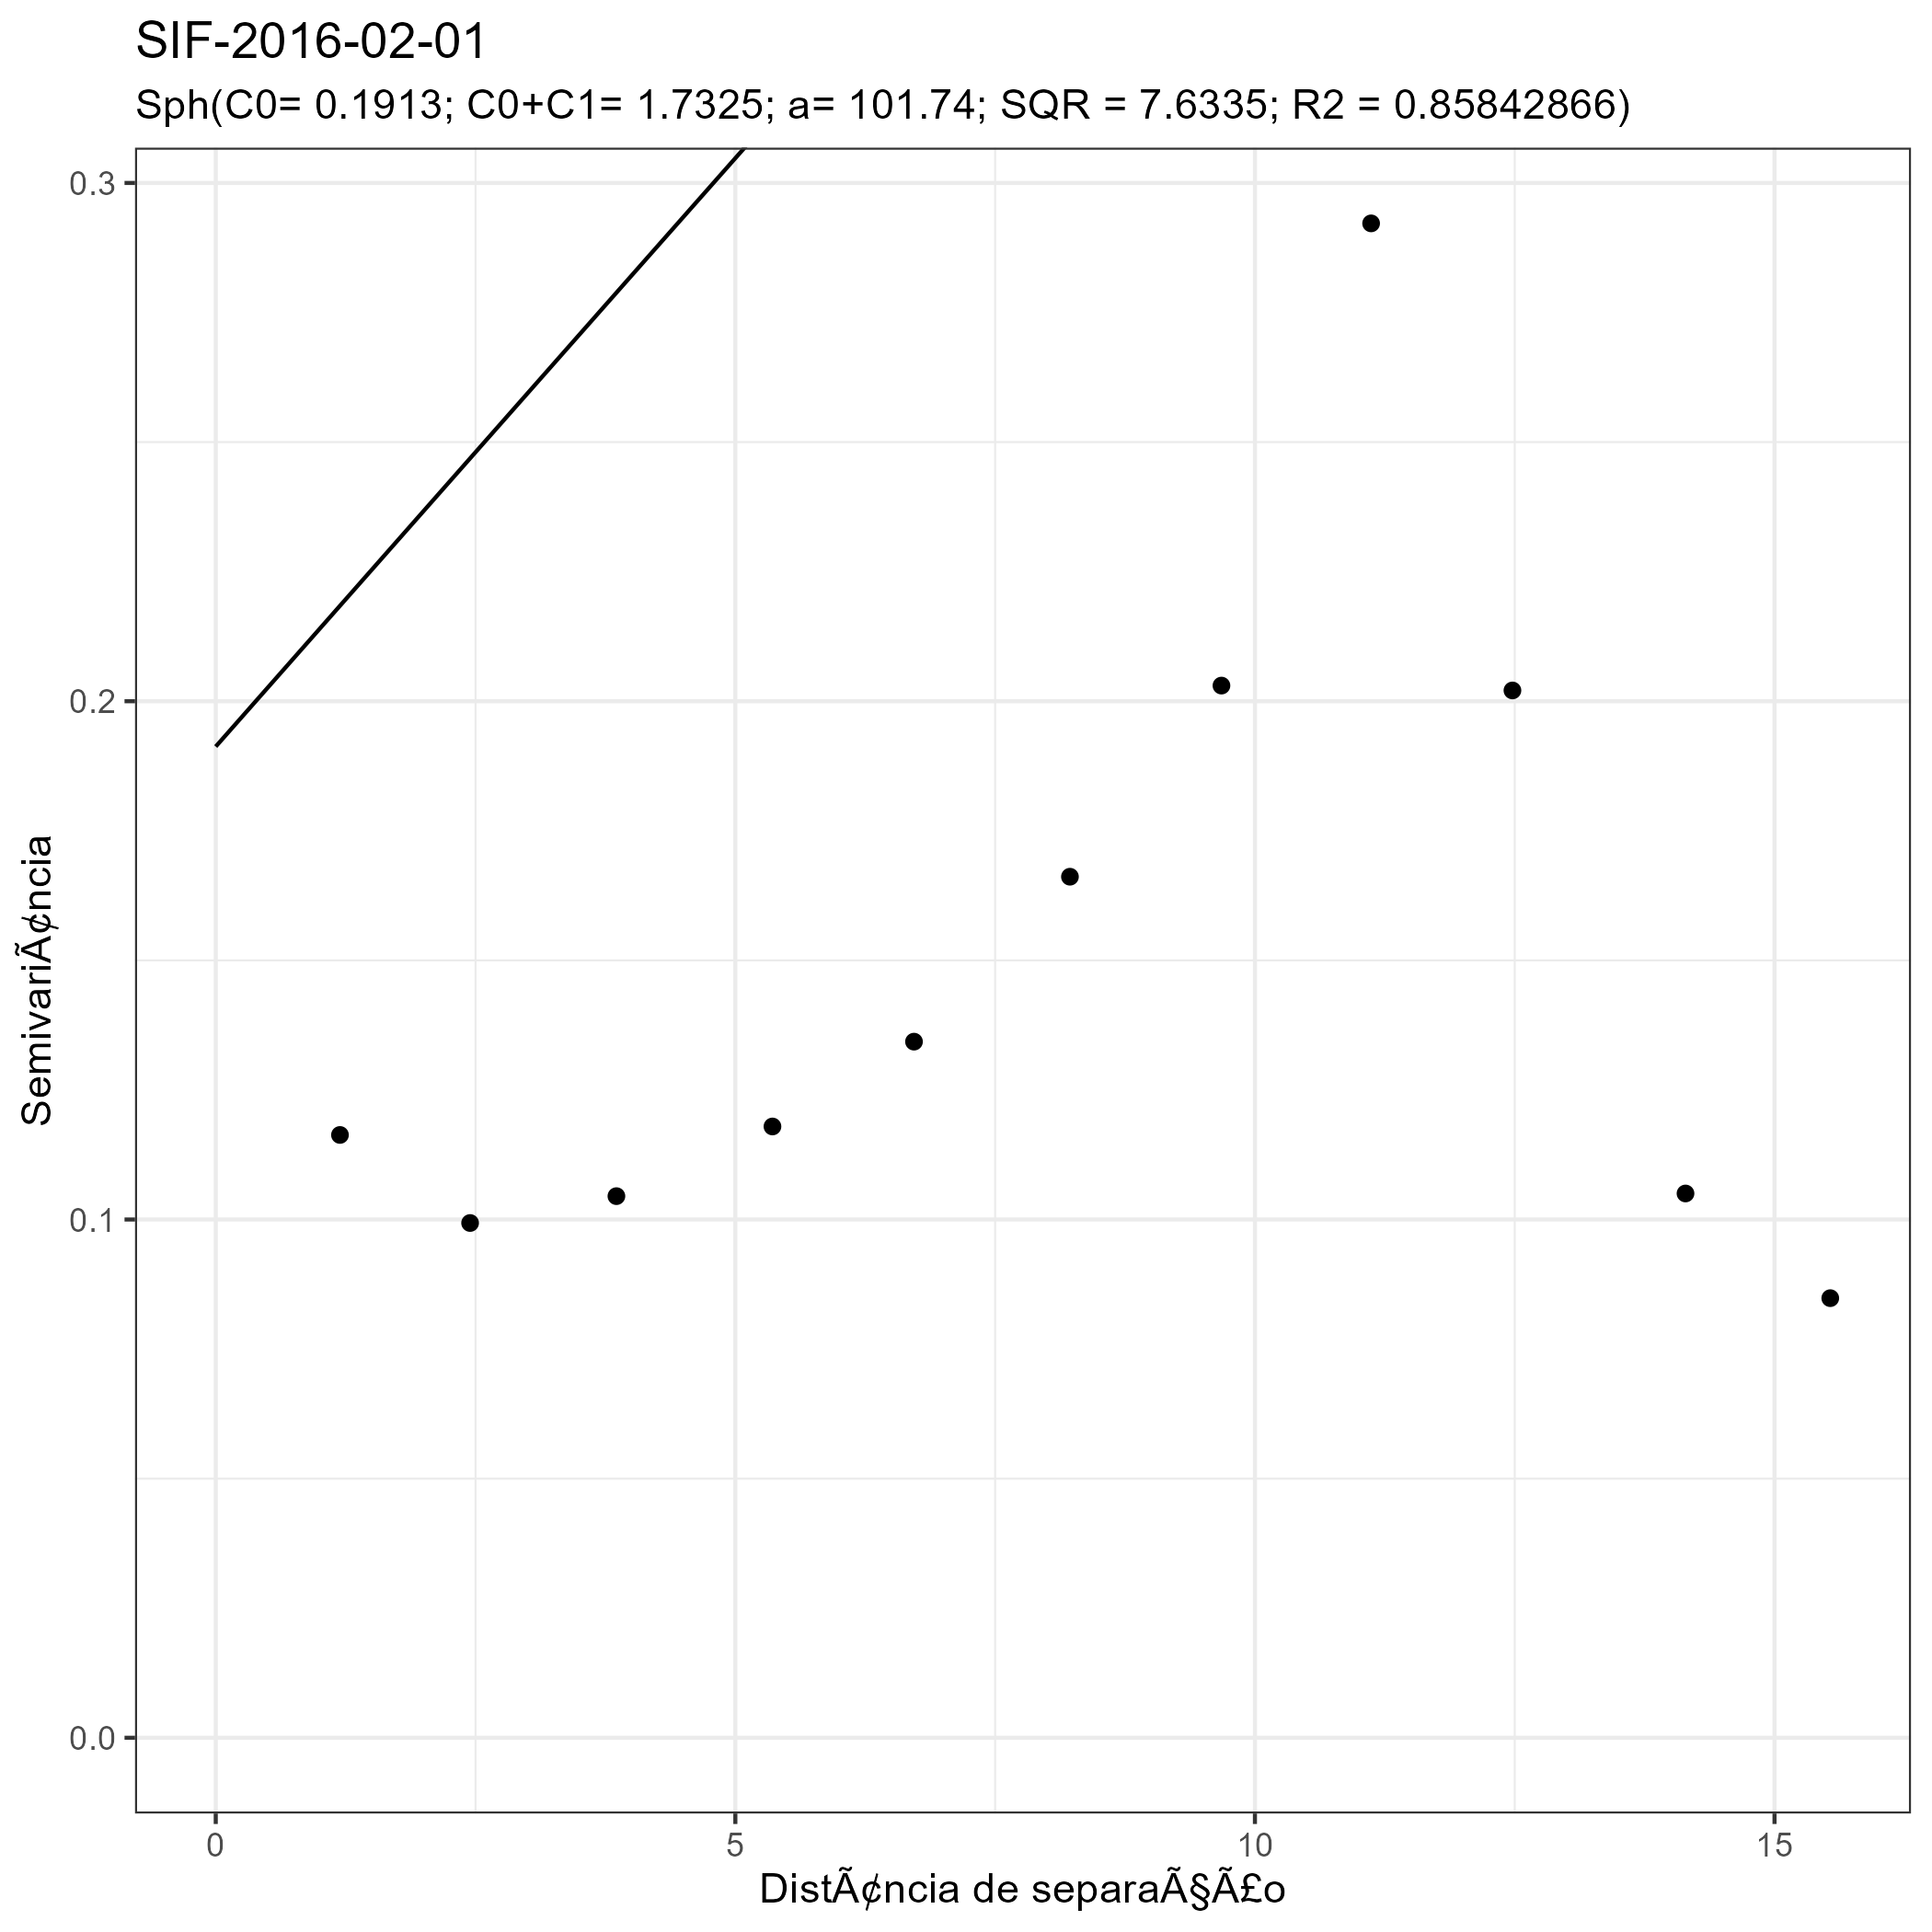 SIF-2016-02-01
Sph(C0= 0.1913; C0+C1= 1.7325; a= 101.74; SQR = 7.6335; R2 = 0.85842866)
0.3
0.2
0.1
0.0
SemivariÃ¢ncia
0 5 10 15
DistÃ¢ncia de separaÃ§Ã£o